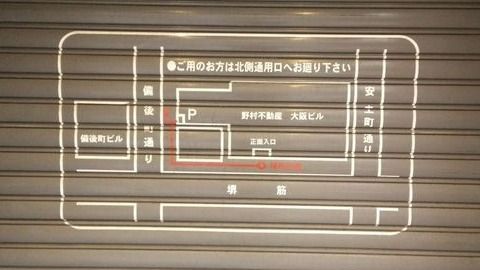 ●ご用のお方は北側通用口へお廻り下さい
備後町通り
P
野村不動産 大阪ビル
安土町通り
備後町ビル
正面入口
堺筋